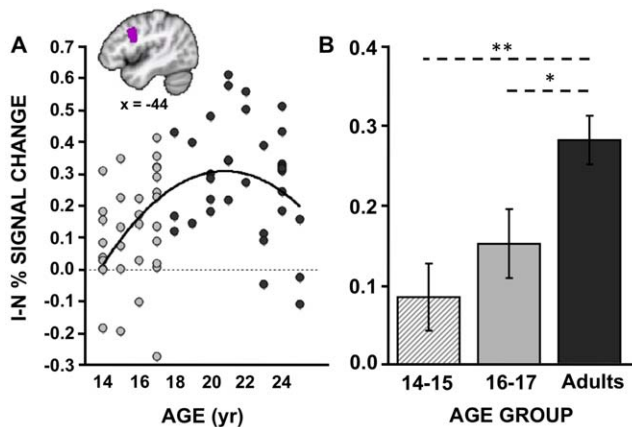 A
x = -44
I-N % SIGNAL CHANGE
0.7
0.6
0.5
0.4
0.3
0.2
0.1
0.0
-0.1
-0.2
-0.3
14 16 18 20 22 24
AGE (yr)
B
**
*
0.4
0.3
0.2
0.1
0.0
14-15 16-17 Adults
AGE GROUP